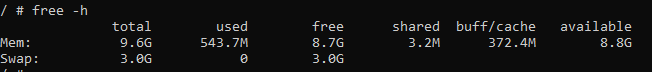 / # free -h
total used free shared buff/cache available
Mem: 9.6G 543.7M 8.7G 3.2M 372.4M 8.8G
Swap: 3.0G 0 3.0G
/ #